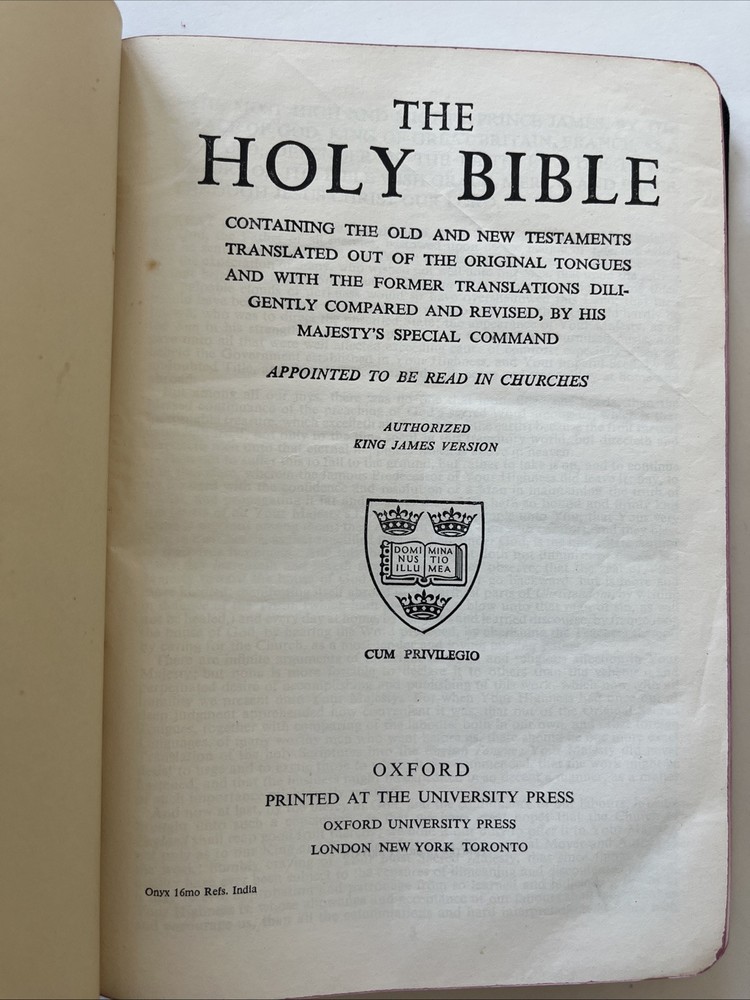 THE
HOLY BIBLE
CONTAINING THE OLD AND NEW TESTAMENTS
TRANSLATED OUT OF THE ORIGINAL TONGUES
AND WITH THE FORMER TRANSLATIONS DILI-
GENTLY COMPARED AND REVISED, BY HIS
MAJESTY'S SPECIAL COMMAND
APPOINTED TO BE READ IN CHURCHES
AUTHORIZED
KING JAMES VERSION
DOMI MINA
NUS TIO
ILLU MEA
CUM PRIVILEGIO
OXFORD
PRINTED AT THE UNIVERSITY PRESS
OXFORD UNIVERSITY PRESS
LONDON NEW YORK TORONTO
Onyx 16mo Refs. India